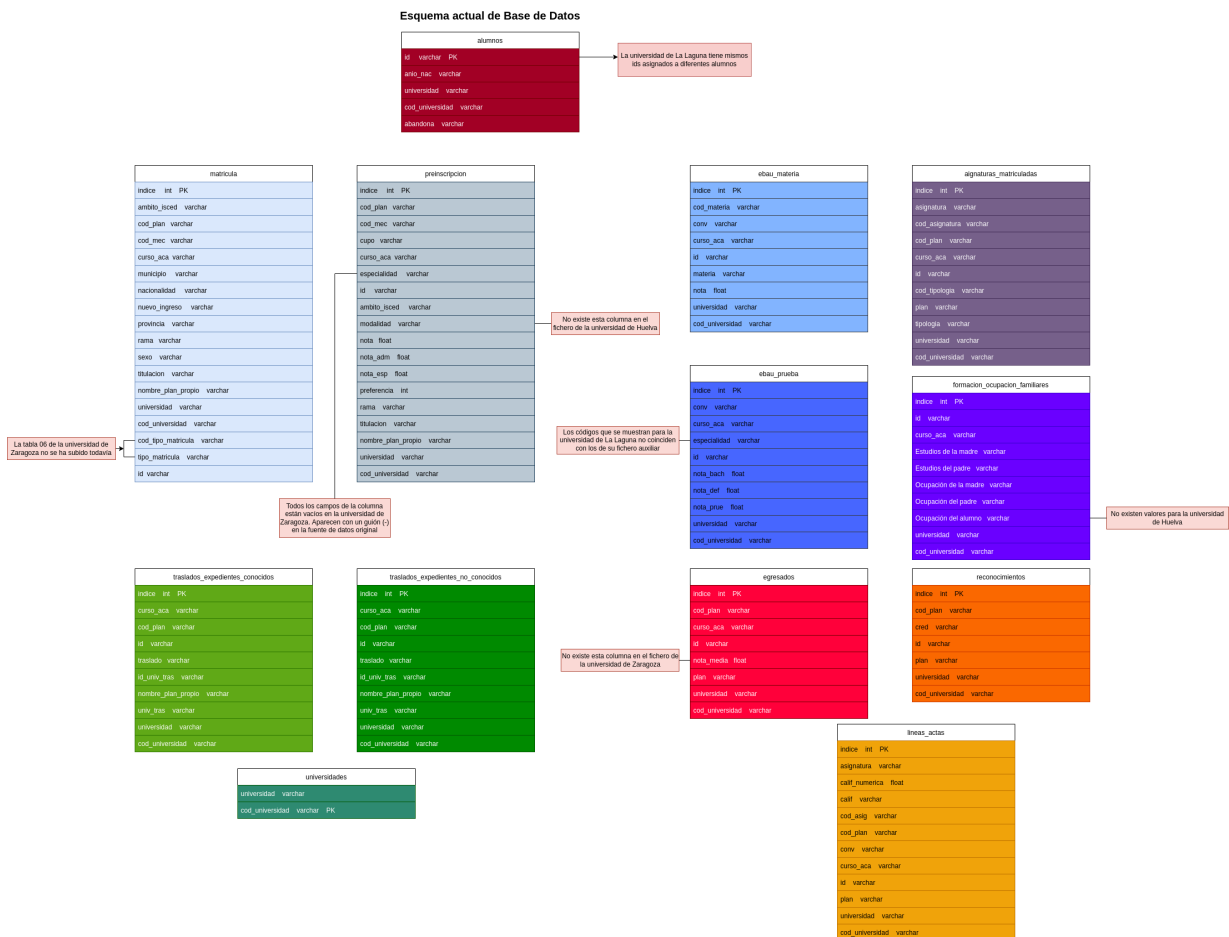 Esquema actual de Base de Datos
alumnos
id varchar PK
anio_nac varchar
universidad varchar
cod_universidad varchar
abandona varchar
La universidad de La Laguna tiene mismos
ids asignados a diferentes alumnos
matricula
indice int PK
ambito_isced varchar
cod_plan varchar
cod_mec varchar
curso_aca varchar
municipio varchar
nacionalidad varchar
nuevo_ingreso varchar
provincia varchar
rama varchar
sexo varchar
titulacion varchar
nombre_plan_propio varchar
universidad varchar
cod_universidad varchar
cod_tipo_matricula varchar
tipo_matricula varchar
id varchar
La tabla 06 de la universidad de
Zaragoza no se ha subido todavía
preinscripcion
indice int PK
cod_plan varchar
cod_mec varchar
cupo varchar
curso_aca varchar
especialidad varchar
id varchar
ambito_isced varchar
modalidad varchar
nota float
nota_adm float
nota_esp float
preferencia int
rama varchar
titulacion varchar
nombre_plan_propio varchar
universidad varchar
cod_universidad varchar
No existe esta columna en el
fichero de la universidad de Huelva
Todos los campos de la columna
están vacíos en la universidad de
Zaragoza. Aparecen con un guión (-)
en la fuente de datos original
ebau_materia
indice int PK
cod_materia varchar
conv varchar
curso_aca varchar
id varchar
materia varchar
nota float
universidad varchar
cod_universidad varchar
aignaturas_matriculadas
indice int PK
asignatura varchar
cod_asignatura varchar
cod_plan varchar
curso_aca varchar
id varchar
cod_tipologia varchar
plan varchar
tipologia varchar
universidad varchar
cod_universidad varchar
ebau_prueba
indice int PK
conv varchar
curso_aca varchar
especialidad varchar
id varchar
nota_bach float
nota_def float
nota_prue float
universidad varchar
cod_universidad varchar
Los códigos que se muestran para la
universidad de La Laguna no coinciden
con los de su fichero auxiliar
formacion_ocupacion_familiares
indice int PK
id varchar
curso_aca varchar
Estudios de la madre varchar
Estudios del padre varchar
Ocupación de la madre varchar
Ocupación del padre varchar
Ocupación del alumno varchar
universidad varchar
cod_universidad varchar
No existen valores para la universidad
de Huelva
traslados_expedientes_conocidos
indice int PK
curso_aca varchar
cod_plan varchar
id varchar
traslado varchar
id_univ_tras varchar
nombre_plan_propio varchar
univ_tras varchar
universidad varchar
cod_universidad varchar
traslados_expedientes_no_conocidos
indice int PK
curso_aca varchar
cod_plan varchar
id varchar
traslado varchar
id_univ_tras varchar
nombre_plan_propio varchar
univ_tras varchar
universidad varchar
cod_universidad varchar
egresados
indice int PK
cod_plan varchar
curso_aca varchar
id varchar
nota_media float
plan varchar
universidad varchar
cod_universidad varchar
No existe esta columna en el fichero de
la universidad de Zaragoza
reconocimientos
indice int PK
cod_plan varchar
cred varchar
id varchar
plan varchar
universidad varchar
cod_universidad varchar
universidades
universidad varchar
cod_universidad varchar PK
lineas_actas
indice int PK
asignatura varchar
calif_numerica float
calif varchar
cod_asig varchar
cod_plan varchar
conv varchar
curso_aca varchar
id varchar
plan varchar
universidad varchar
cod_universidad varchar